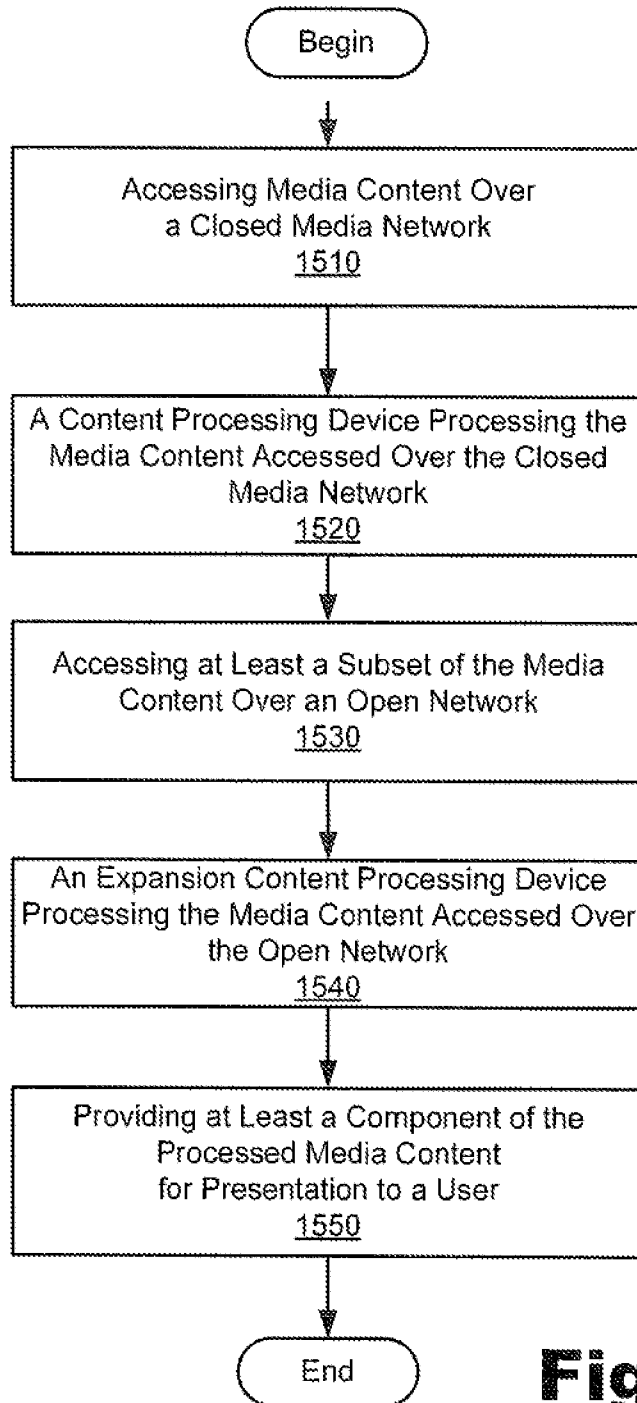 Begin
Accessing Media Content Over
a Closed Media Network
1510
A Content Processing Device Processing the
Media Content Accessed Over the Closed
Media Network
1520
Accessing at Least a Subset of the Media
Content Over an Open Network
1530
An Expansion Content Processing Device
Processing the Media Content Accessed Over
the Open Network
1540
Providing at Least a Component of the
Processed Media Content
for Presentation to a User
1550
End
Fig